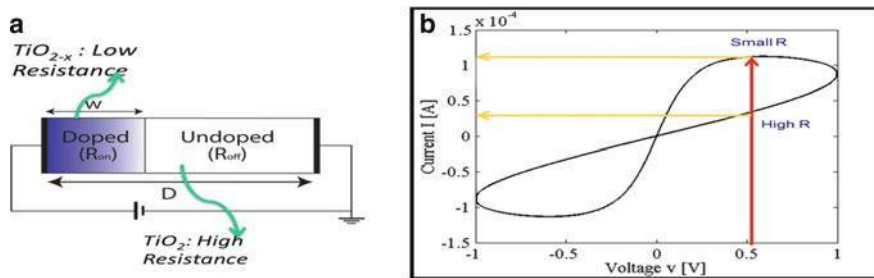 a
TiO2-x : Low
Resistance
w
Doped
(Ron)
Undoped
(Roff)
D
TiO2: High
Resistance
b
x 10-4
1.5
1
0.5
0
-0.5
-1
-1.5
Current I [A]
Small R
High R
-1
-0.5
0
0.5
1
Voltage v [V]